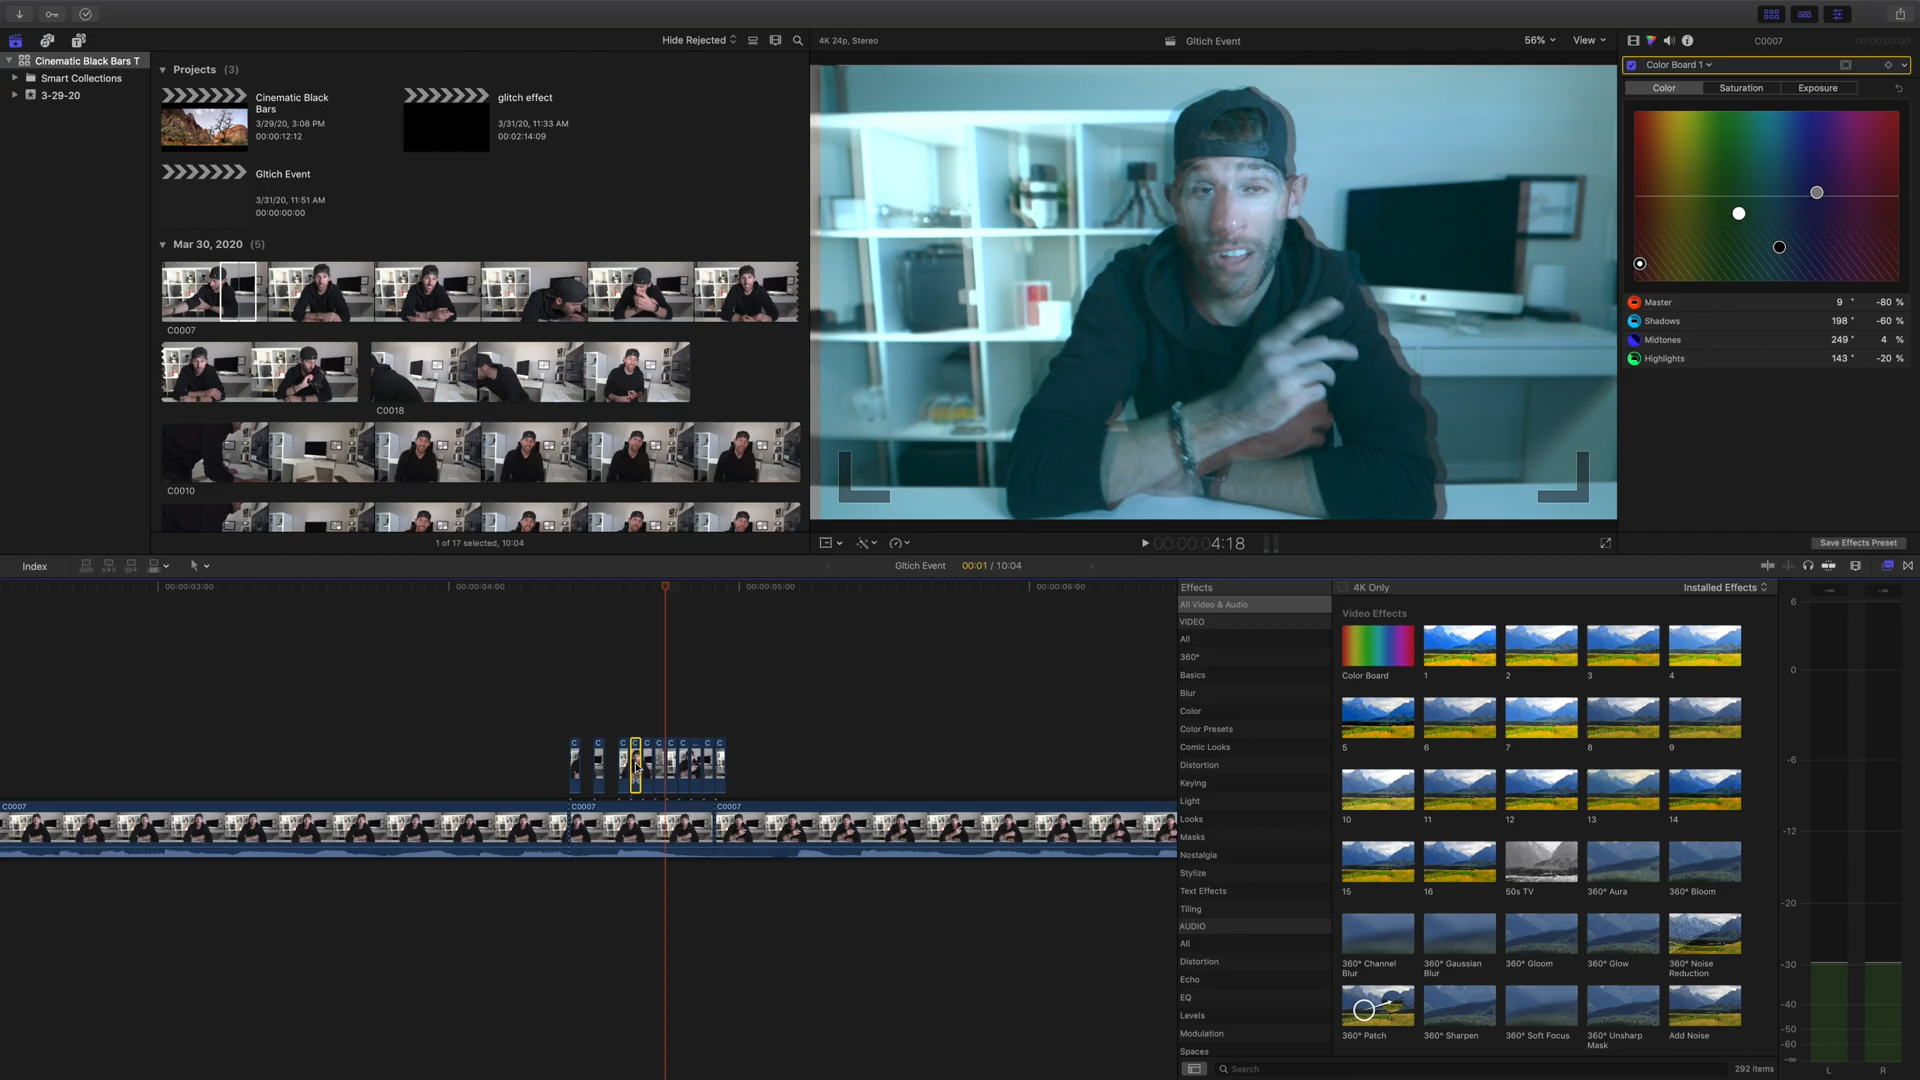 Hide Rejected
4K 24p, Stereo
GItich Event
56%
View
C0007
00:00:00:00
Cinematic Black Bars T
Smart Collections
3-29-20
Projects (3)
Cinematic Black
Bars
3/29/20, 3:08 PM
00:00:12:12
glitch effect
3/31/20, 11:33 AM
00:02:14:09
GItich Event
3/31/20, 11:51 AM
00:00:00:00
Mar 30, 2020 (5)
C0007
C0018
C0010
1 of 17 selected, 10:04
00:00:04:18
Color Board 1
Color
Saturation
Exposure
Master 9 ° -80 %
Shadows 198 ° -60 %
Midtones 249 ° 4 %
Highlights 143 ° -20 %
Save Effects Preset
Index
GItich Event
00:01 / 10:04
00:00:03:00
00:00:04:00
00:00:05:00
00:00:06:00
C C C C C C C C C ... C C
C0007
C0007
C0007
Effects
All Video & Audio
VIDEO
All
360°
Basics
Blur
Color
Color Presets
Comic Looks
Distortion
Keying
Light
Looks
Masks
Nostalgia
Stylize
Text Effects
Tiling
AUDIO
All
Distortion
Echo
EQ
Levels
Modulation
Spaces
4K Only
Installed Effects
Video Effects
Color Board
1
2
3
4
5
6
7
8
9
10
11
12
13
14
15
16
50s TV
360° Aura
360° Bloom
360° Channel
Blur
360° Gaussian
Blur
360° Gloom
360° Glow
360° Noise
Reduction
360° Patch
360° Sharpen
360° Soft Focus
360° Unsharp
Mask
Add Noise
Search
292 items
-∞ -∞
6
0
-6
-12
-20
-30
-40
-50
-60
-∞
L R